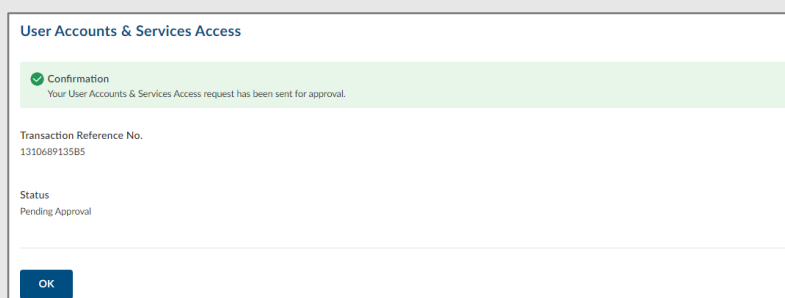 User Accounts & Services Access
Confirmation
Your User Accounts & Services Access request has been sent for approval.
Transaction Reference No.
1310689135B5
Status
Pending Approval
OK